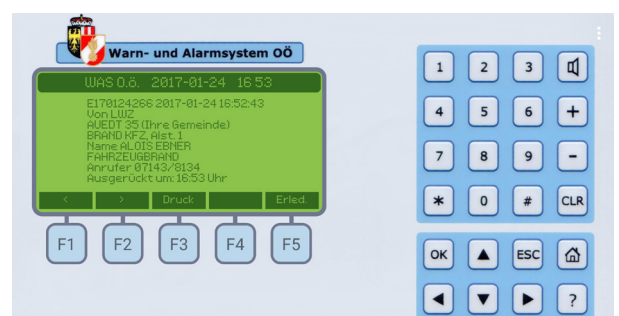 Warn- und Alarmsystem OÖ
WAS O.ö. 2017-01-24 16 53
E170124266 2017-01-24 16:52:43
Von LWZ
AUEDT 35 (Ihre Gemeinde)
BRAND KFZ, Alst. 1
Name ALOIS EBNER
FAHRZEUGBRAND
Anrufer 07143/8134
Ausgerückt um: 16:53 Uhr
< > Druck Erled.
F1 F2 F3 F4 F5
1 2 3
4 5 6 +
7 8 9 -
* 0 # CLR
OK ▲ ESC
◀ ▼ ▶ ?